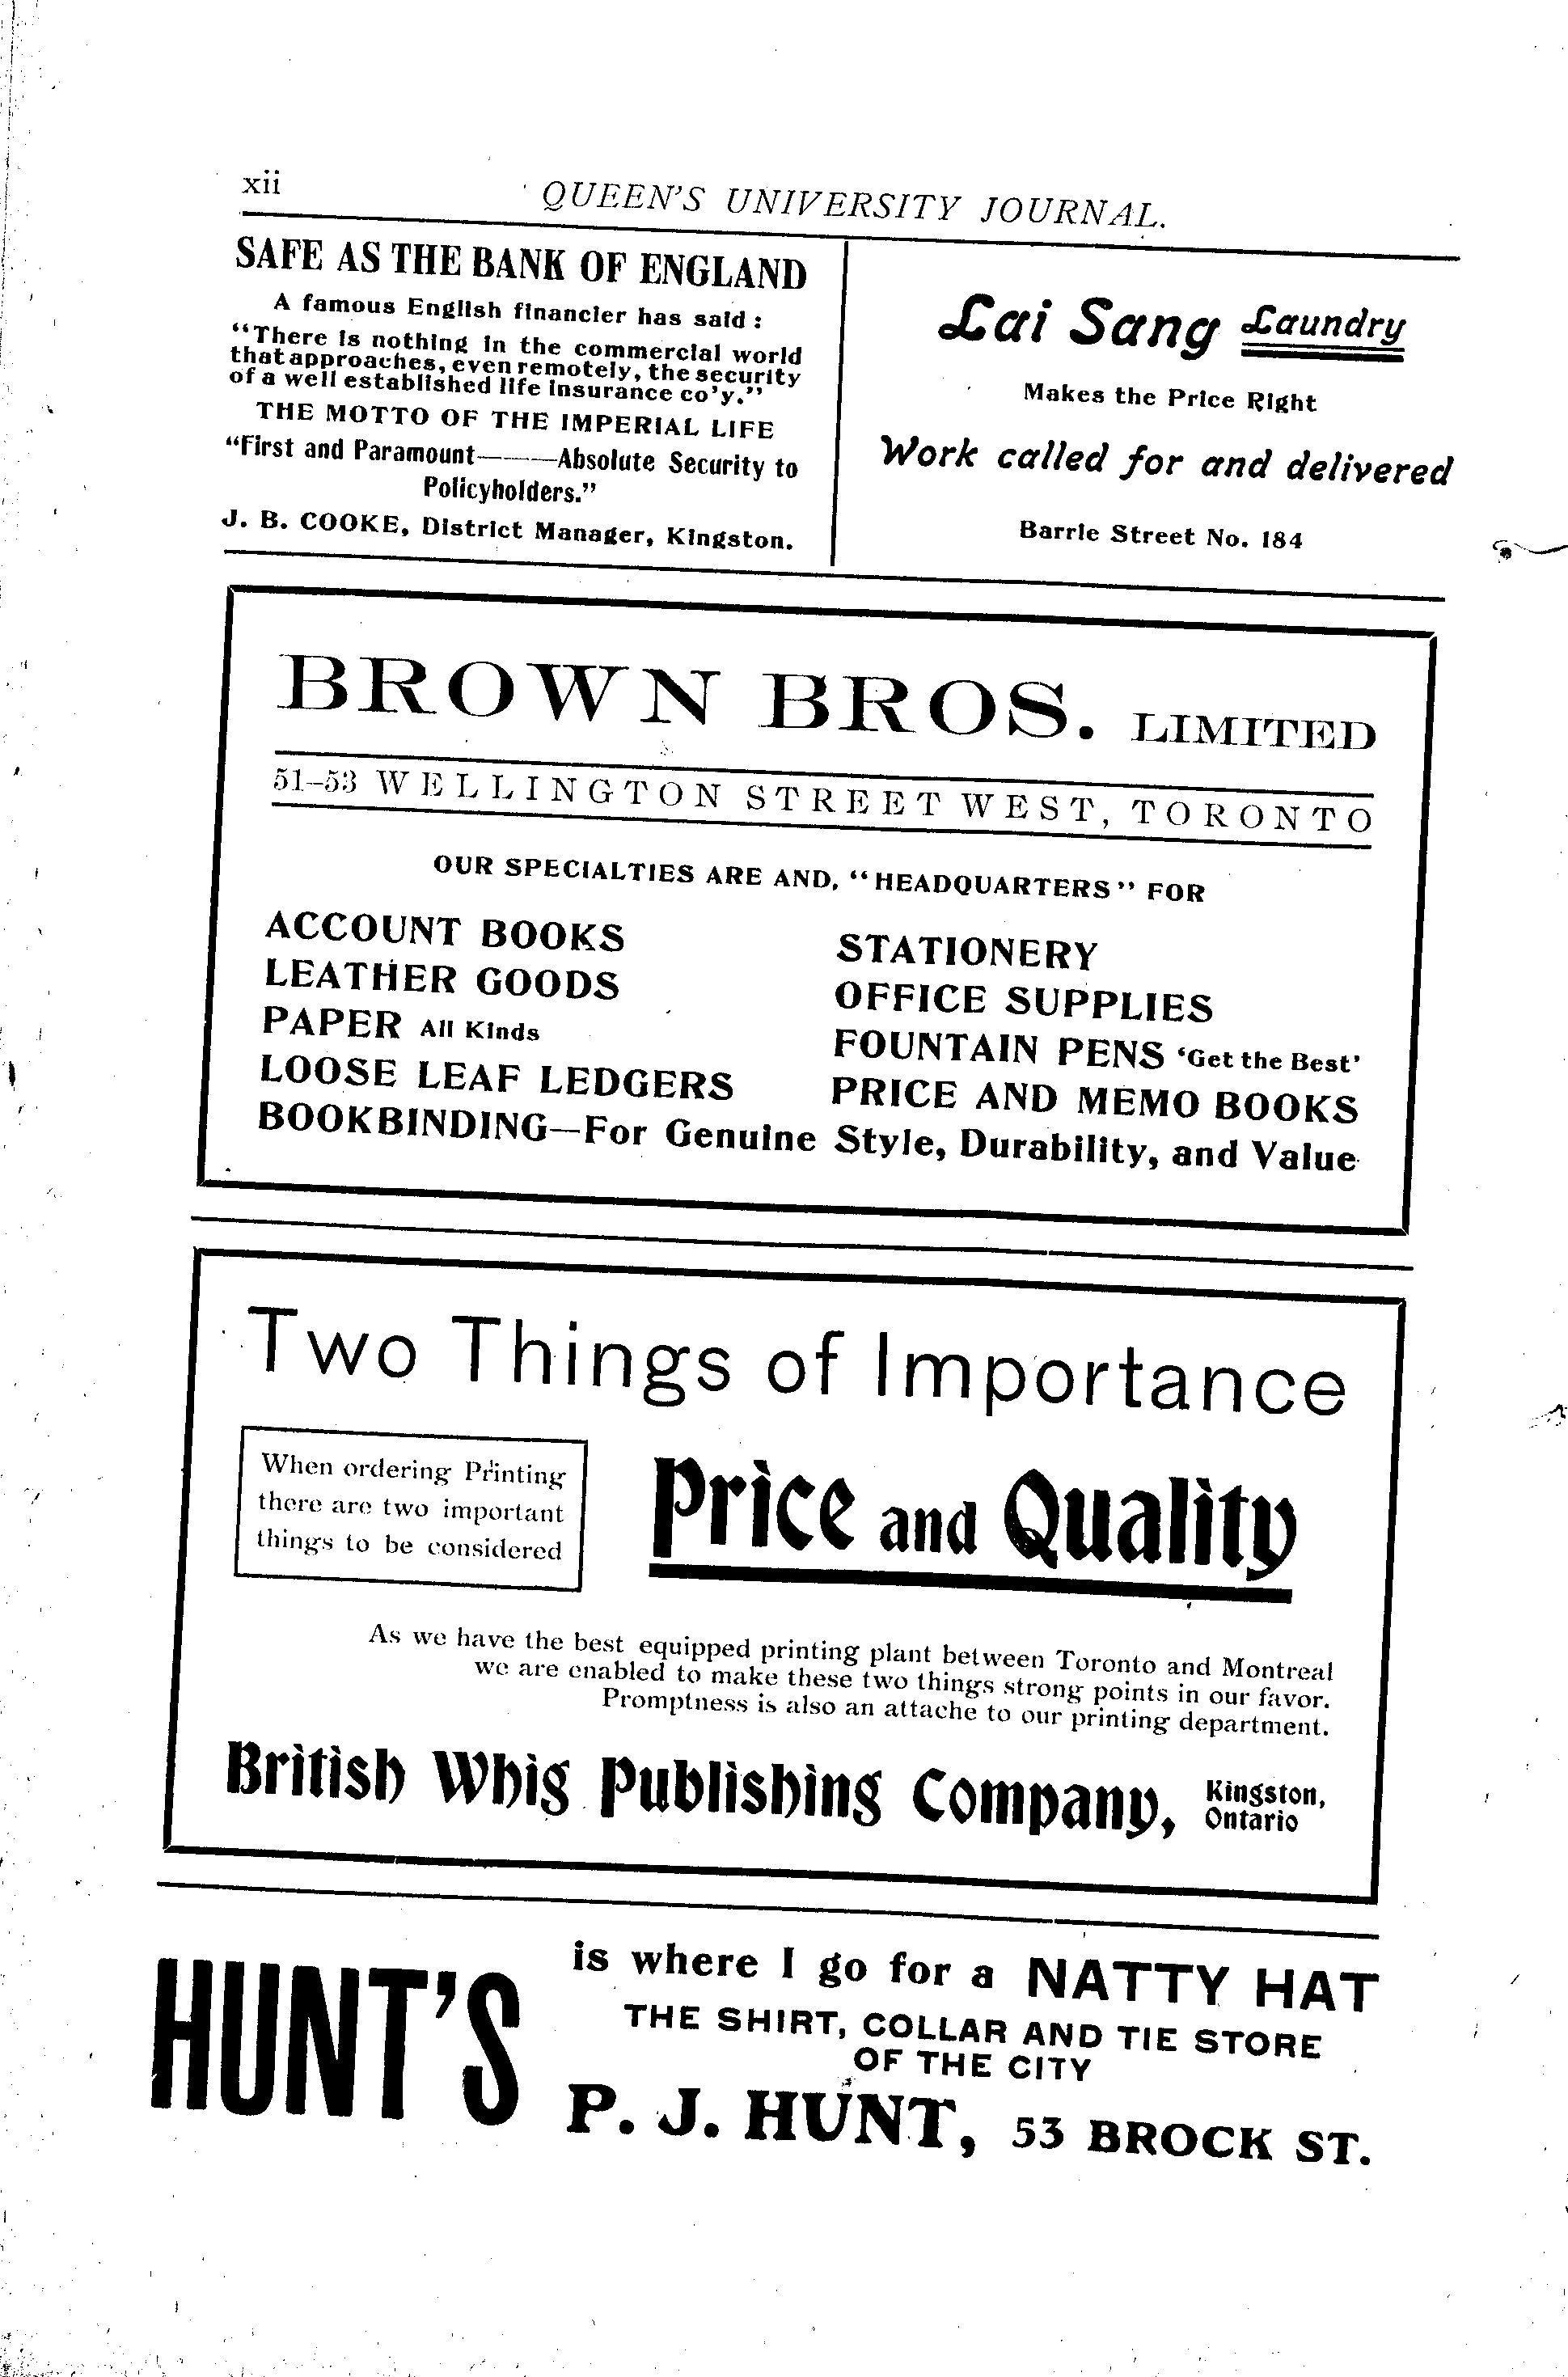 xii
QUEEN'S UNIVERSITY JOURNAL.
SAFE AS THE BANK OF ENGLAND
A famous English financier has said :
"There is nothing in the commercial world
that approaches, even remotely, the security
of a well established life insurance co'y."
THE MOTTO OF THE IMPERIAL LIFE
"First and Paramount———Absolute Security to
Policyholders."
J. B. COOKE, District Manager, Kingston.
Lai Sang Laundry
Makes the Price Right
Work called for and delivered
Barrie Street No. 184
BROWN BROS. LIMITED
51-53 WELLINGTON STREET WEST, TORONTO
OUR SPECIALTIES ARE AND, "HEADQUARTERS" FOR
ACCOUNT BOOKS
LEATHER GOODS
PAPER All Kinds
LOOSE LEAF LEDGERS
STATIONERY
OFFICE SUPPLIES
FOUNTAIN PENS 'Get the Best'
PRICE AND MEMO BOOKS
BOOKBINDING—For Genuine Style, Durability, and Value
Two Things of Importance
When ordering Printing
there are two important
things to be considered
Price and Quality
As we have the best equipped printing plant between Toronto and Montreal
we are enabled to make these two things strong points in our favor.
Promptness is also an attache to our printing department.
British Whig Publishing Company, Kingston,
Ontario
HUNT'S
is where I go for a NATTY HAT
THE SHIRT, COLLAR AND TIE STORE
OF THE CITY
P. J. HUNT, 53 BROCK ST.